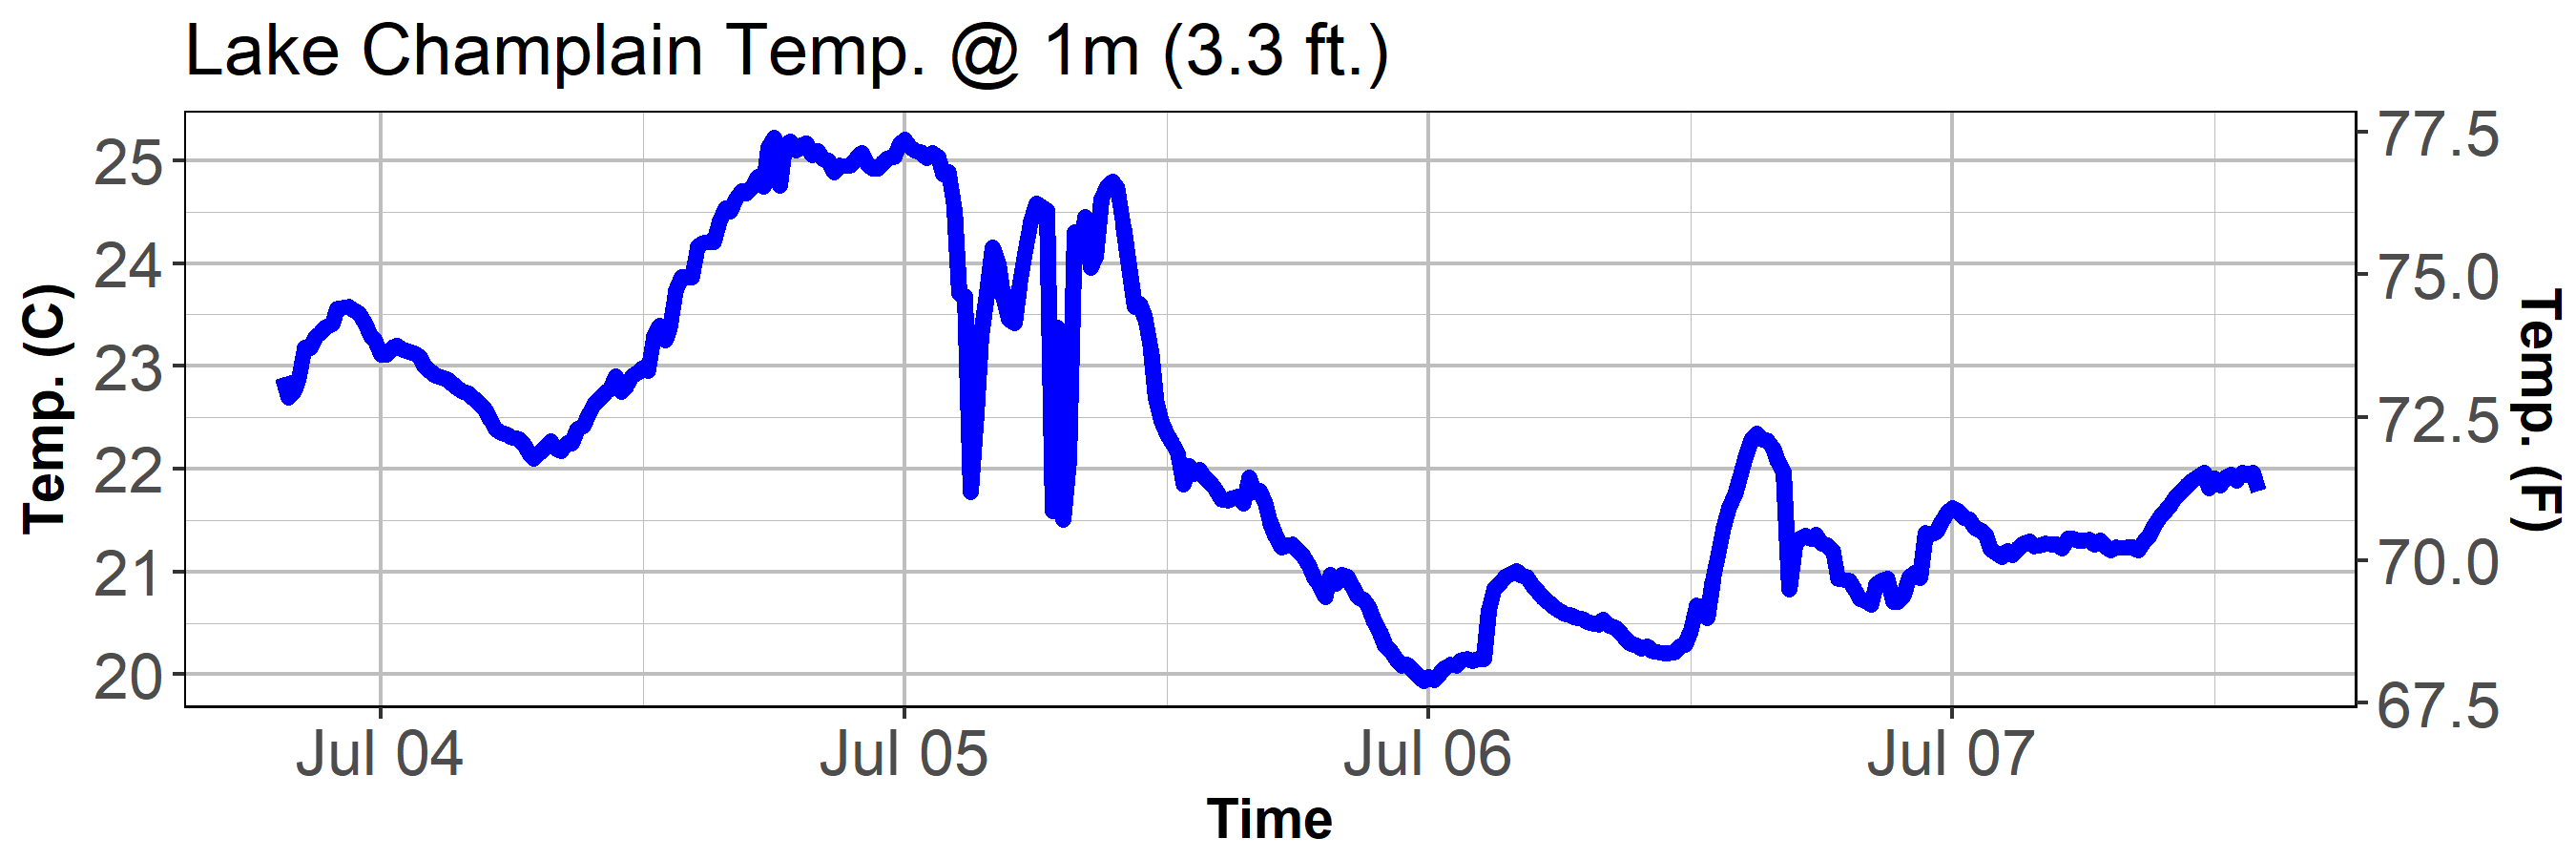 Lake Champlain Temp. @ 1m (3.3 ft.)
Temp. (C)
25
24
23
22
21
20
77.5
75.0
72.5
70.0
67.5
Temp. (F)
Jul 04 Jul 05 Jul 06 Jul 07
Time